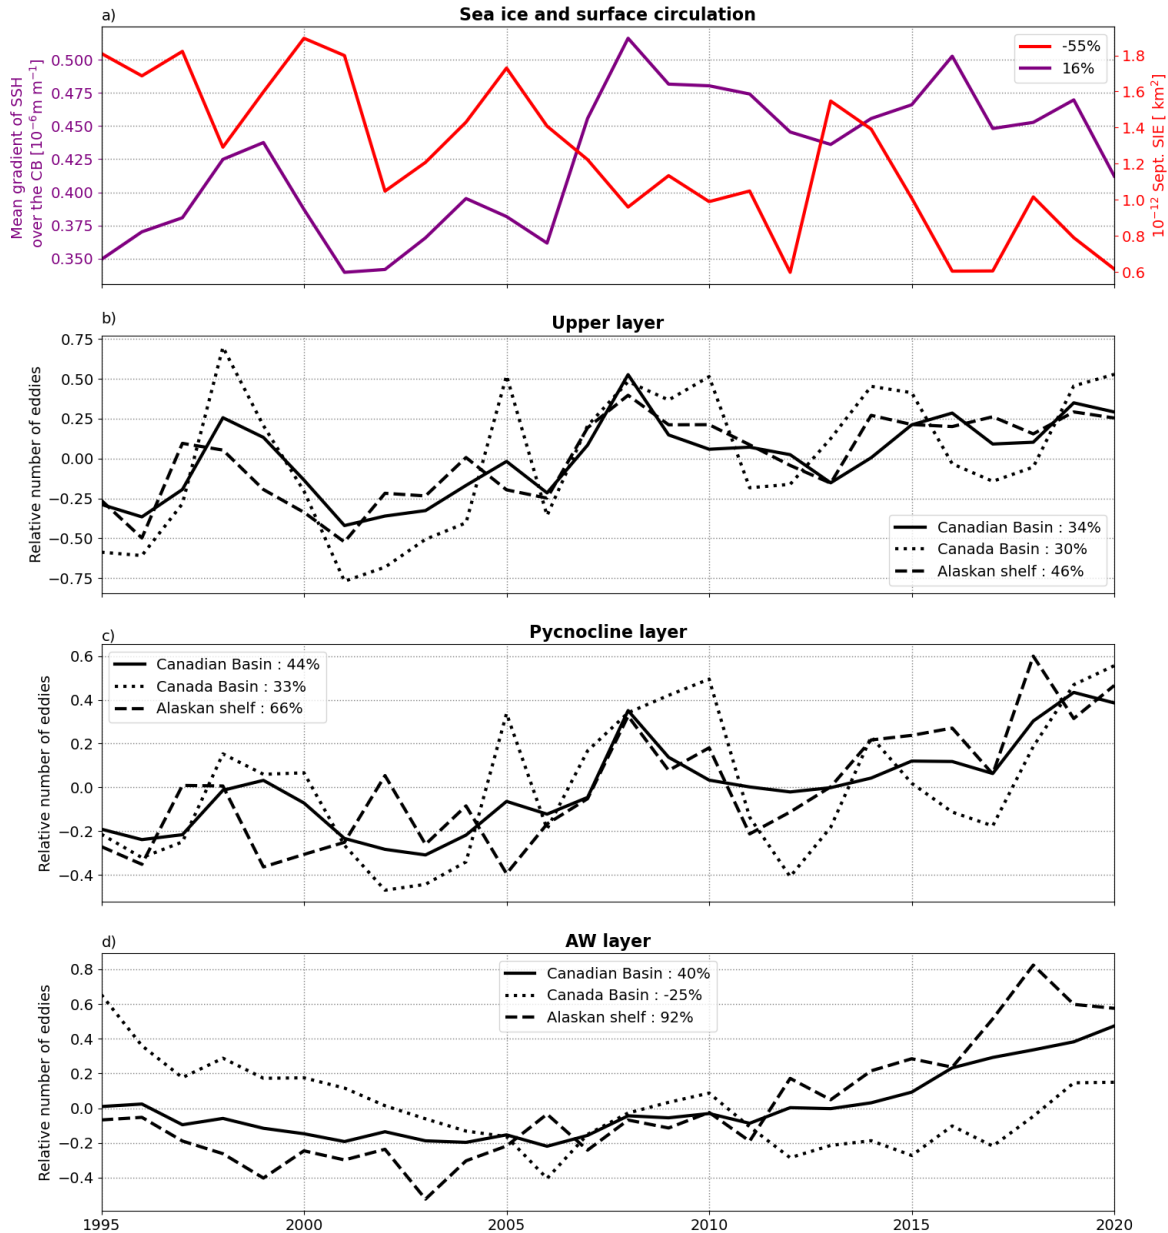 a)
Sea ice and surface circulation
Mean gradient of SSH
over the CB [10⁻⁶m m⁻¹]
0.500
0.475
0.450
0.425
0.400
0.375
0.350
-55%
16%
1.8
1.6
1.4
1.2
1.0
0.8
0.6
10⁻¹² Sept. SIE [ km²]
b)
Upper layer
Relative number of eddies
0.75
0.50
0.25
0.00
−0.25
−0.50
−0.75
Canadian Basin : 34%
Canada Basin : 30%
Alaskan shelf : 46%
c)
Pycnocline layer
Relative number of eddies
0.6
0.4
0.2
0.0
−0.2
−0.4
Canadian Basin : 44%
Canada Basin : 33%
Alaskan shelf : 66%
d)
AW layer
Relative number of eddies
0.8
0.6
0.4
0.2
0.0
−0.2
−0.4
Canadian Basin : 40%
Canada Basin : -25%
Alaskan shelf : 92%
1995 2000 2005 2010 2015 2020